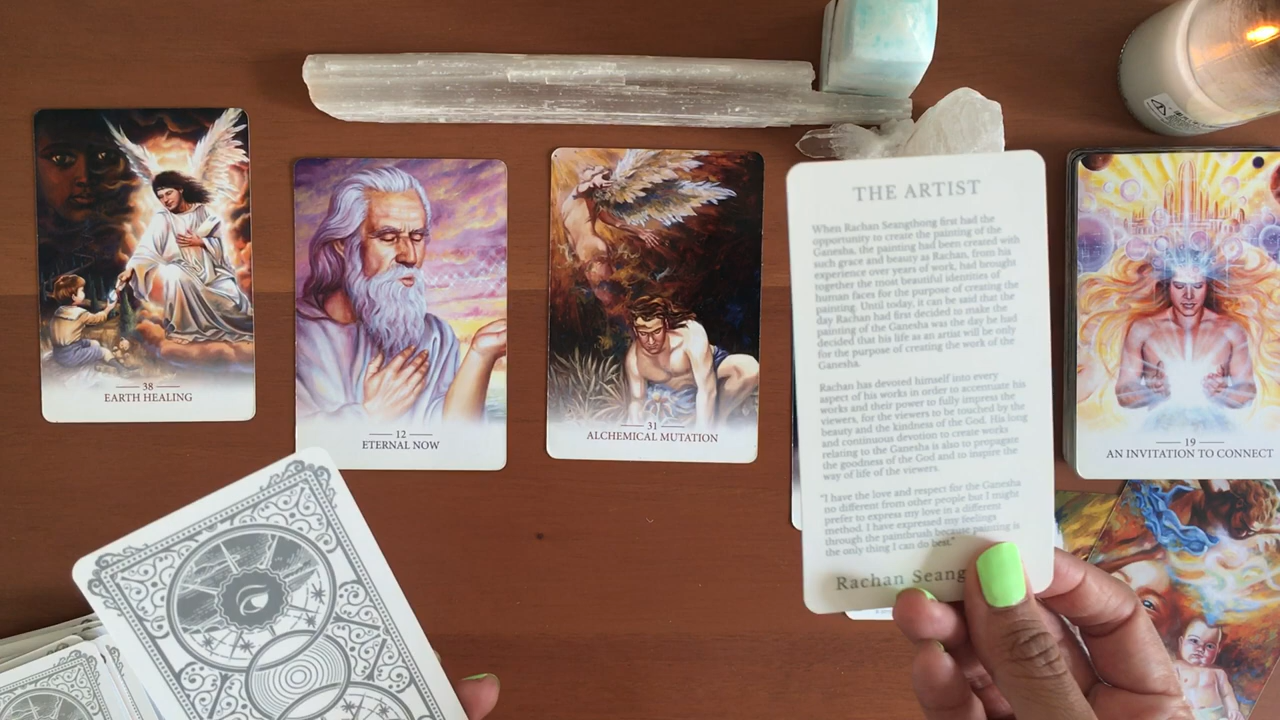 38
EARTH HEALING
12
ETERNAL NOW
31
ALCHEMICAL MUTATION
THE ARTIST
When Rachan Seangthong first had the
opportunity to create the painting of the
Ganesha, the painting had been created with
such grace and beauty as Rachan, from his
experience over years of work, had brought
together the most beautiful identities of
human faces for the purpose of creating the
painting. Until today, it can be said that the
day Rachan had first decided to make the
painting of the Ganesha was the day he had
decided that his life as an artist will be only
for the purpose of creating the work of the
Ganesha.
Rachan has devoted himself into every
aspect of his works in order to accentuate his
works and their power to fully impress the
viewers, for the viewers to be touched by the
beauty and the kindness of the God. His long
and continuous devotion to create works
relating to the Ganesha is also to propagate
the goodness of the God and to inspire the
way of life of the viewers.
"I have the love and respect for the Ganesha
no different from other people but I might
prefer to express my love in a different
method. I have expressed my feelings
through the paintbrush because painting is
the only thing I can do best."
Rachan Seang
19
AN INVITATION TO CONNECT